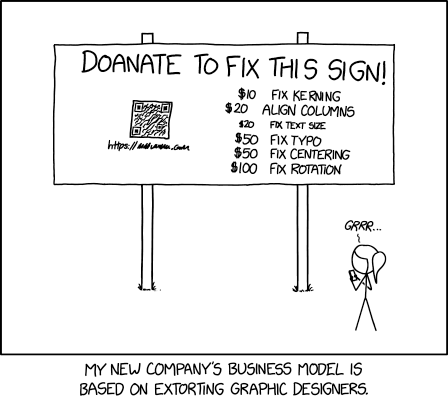 DOANATE TO FIX THIS SIGN!
$10 FIX KERNING
$20 ALIGN COLUMNS
$20 FIX TEXT SIZE
$50 FIX TYPO
$50 FIX CENTERING
$100 FIX ROTATION
https://
GRRR...
MY NEW COMPANY'S BUSINESS MODEL IS
BASED ON EXTORTING GRAPHIC DESIGNERS.